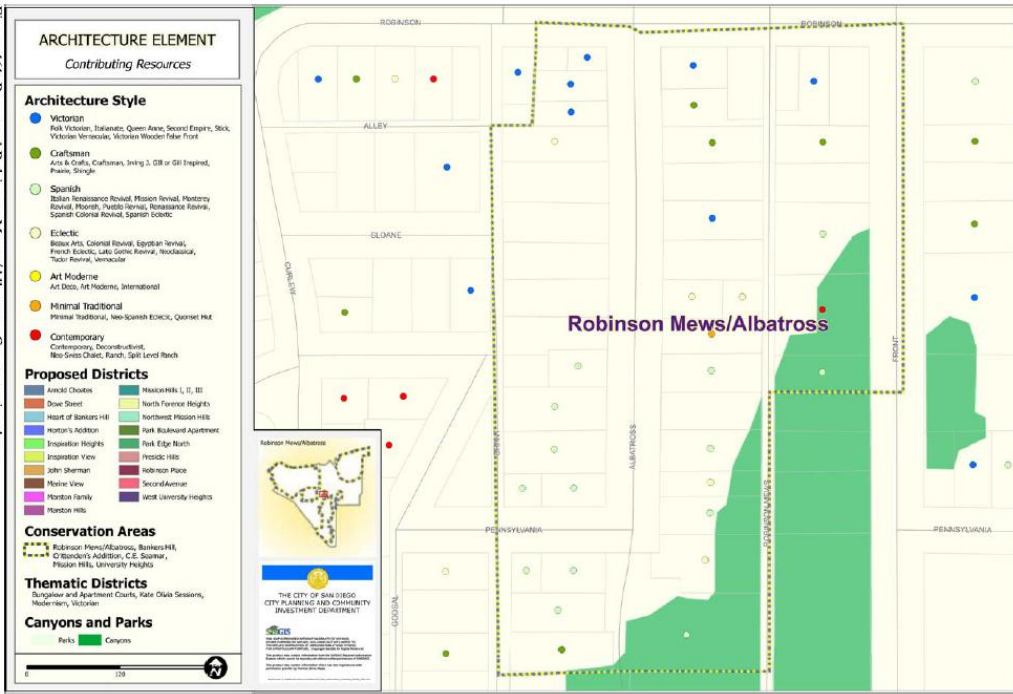 ARCHITECTURE ELEMENT
Contributing Resources
Architecture Style
Victorian
Folk Victorian, Italianate, Queen Anne, Second Empire, Stick,
Victorian Vernacular, Victorian Wooden False Front
Craftsman
Arts & Crafts, Craftsman, Irving J. Gill or Gill Inspired,
Prairie, Shingle
Spanish
Italian Renaissance Revival, Mission Revival, Monterey
Revival, Moorish, Pueblo Revival, Renaissance Revival,
Spanish Colonial Revival, Spanish Eclectic
Eclectic
Beaux Arts, Colonial Revival, Egyptian Revival,
French Eclectic, Late Gothic Revival, Neoclassical,
Tudor Revival, Vernacular
Art Moderne
Art Deco, Art Moderne, International
Minimal Traditional
Minimal Traditional, Neo-Spanish Eclectic, Quonset Hut
Contemporary
Contemporary, Deconstructivist,
Neo-Swiss Chalet, Ranch, Split Level Ranch
Proposed Districts
Arnold Choates
Dove Street
Heart of Bankers Hill
Horton's Addition
Inspiration Heights
Inspiration View
John Sherman
Marine View
Marston Family
Marston Hills
Mission Hills I, II, III
North Florence Heights
Northwest Mission Hills
Park Boulevard Apartment
Park Edge North
Presidio Hills
Robinson Place
Second Avenue
West University Heights
Conservation Areas
Robinson Mews/Albatross, Bankers Hill,
Crittenden's Addition, C.E. Seaman,
Mission Hills, University Heights
Thematic Districts
Bungalow and Apartment Courts, Kate Olivia Sessions,
Modernism, Victorian
Canyons and Parks
Parks
Canyons
0
120
N
Robinson Mews/Albatross
THE CITY OF SAN DIEGO
CITY PLANNING AND COMMUNITY
INVESTMENT DEPARTMENT
ROBINSON
ROBINSON
ALLEY
SLOANE
CURLEW
Robinson Mews/Albatross
FRONT
BRANT
ALBATROSS
ROBINSON MEWS
PENNSYLVANIA
PENNSYLVANIA